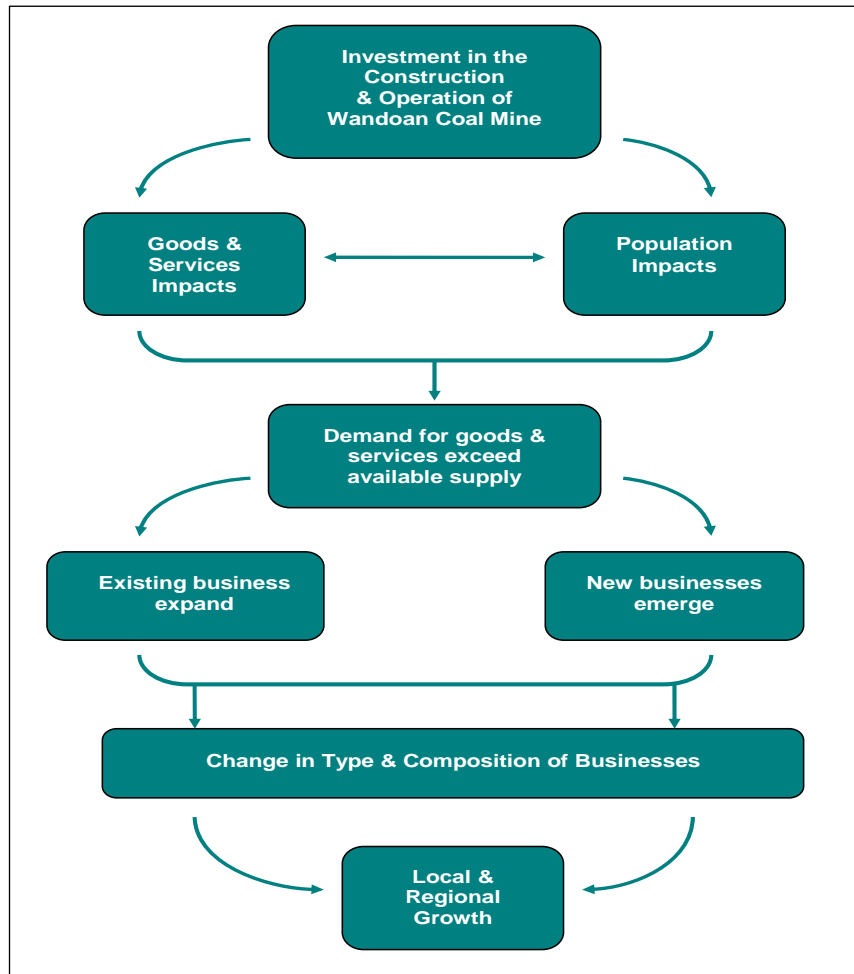 Investment in the
Construction
& Operation of
Wandoan Coal Mine
Goods &
Services
Impacts
Population
Impacts
Demand for goods &
services exceed
available supply
Existing business
expand
New businesses
emerge
Change in Type & Composition of Businesses
Local &
Regional
Growth